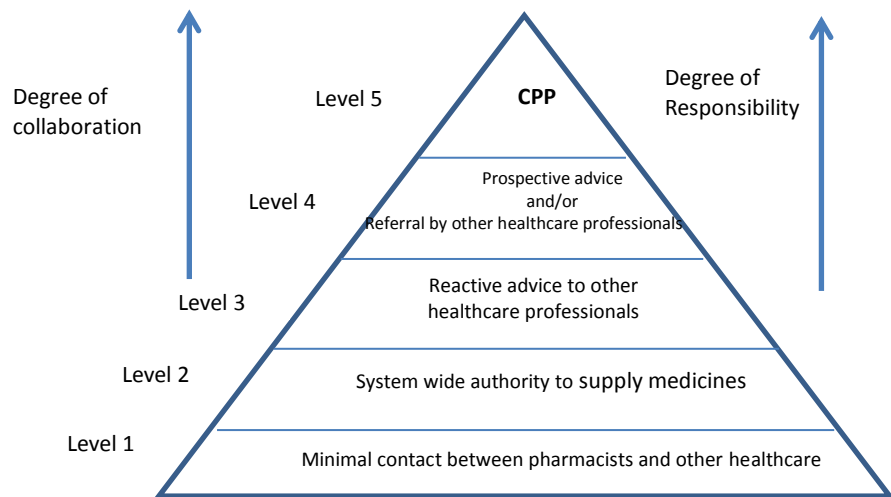 Degree of
collaboration
Degree of
Responsibility
Level 5
CPP
Level 4
Prospective advice
and/or
Referral by other healthcare professionals
Level 3
Reactive advice to other
healthcare professionals
Level 2
System wide authority to supply medicines
Level 1
Minimal contact between pharmacists and other healthcare